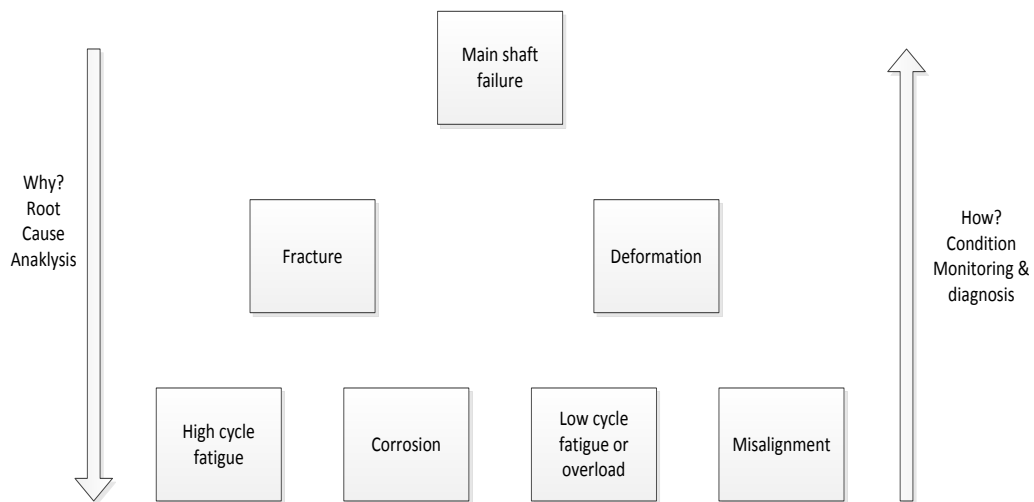 Main shaft
failure
Why?
Root
Cause
Anaklysis
Fracture
Deformation
How?
Condition
Monitoring &
diagnosis
High cycle
fatigue
Corrosion
Low cycle
fatigue or
overload
Misalignment